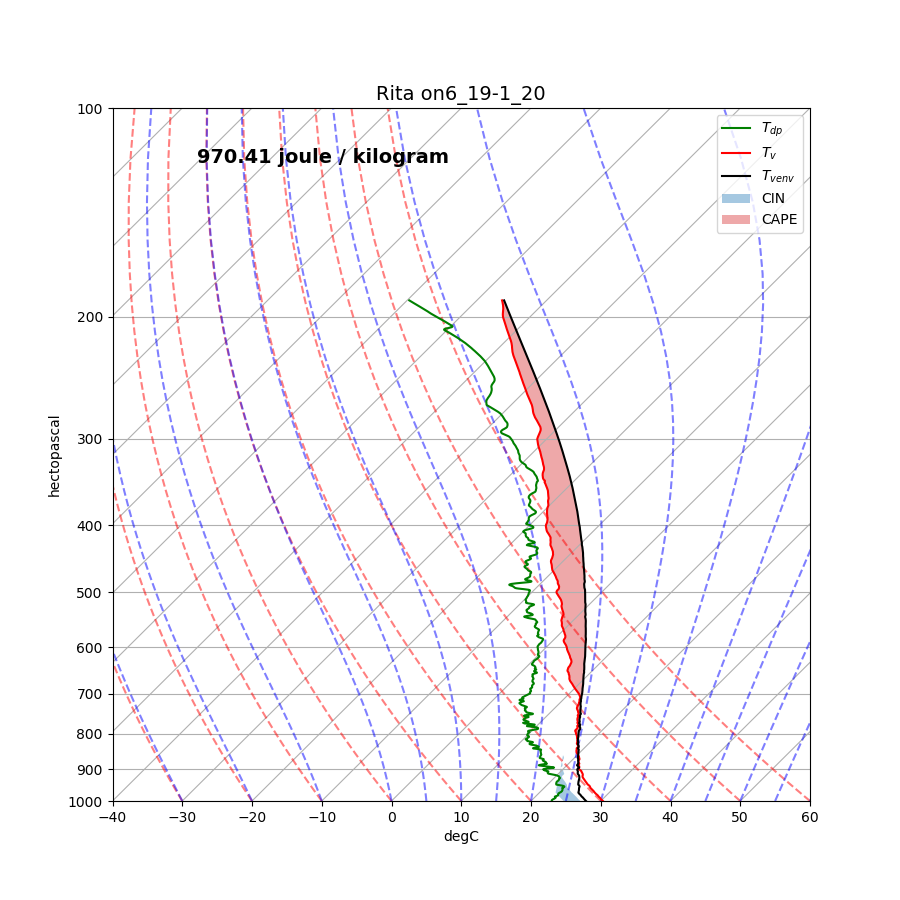 Rita on6_19-1_20
970.41 joule / kilogram
T_dp
T_v
T_venv
CIN
CAPE
100
200
300
400
500
600
700
800
900
1000
hectopascal
−40 −30 −20 −10 0 10 20 30 40 50 60
degC